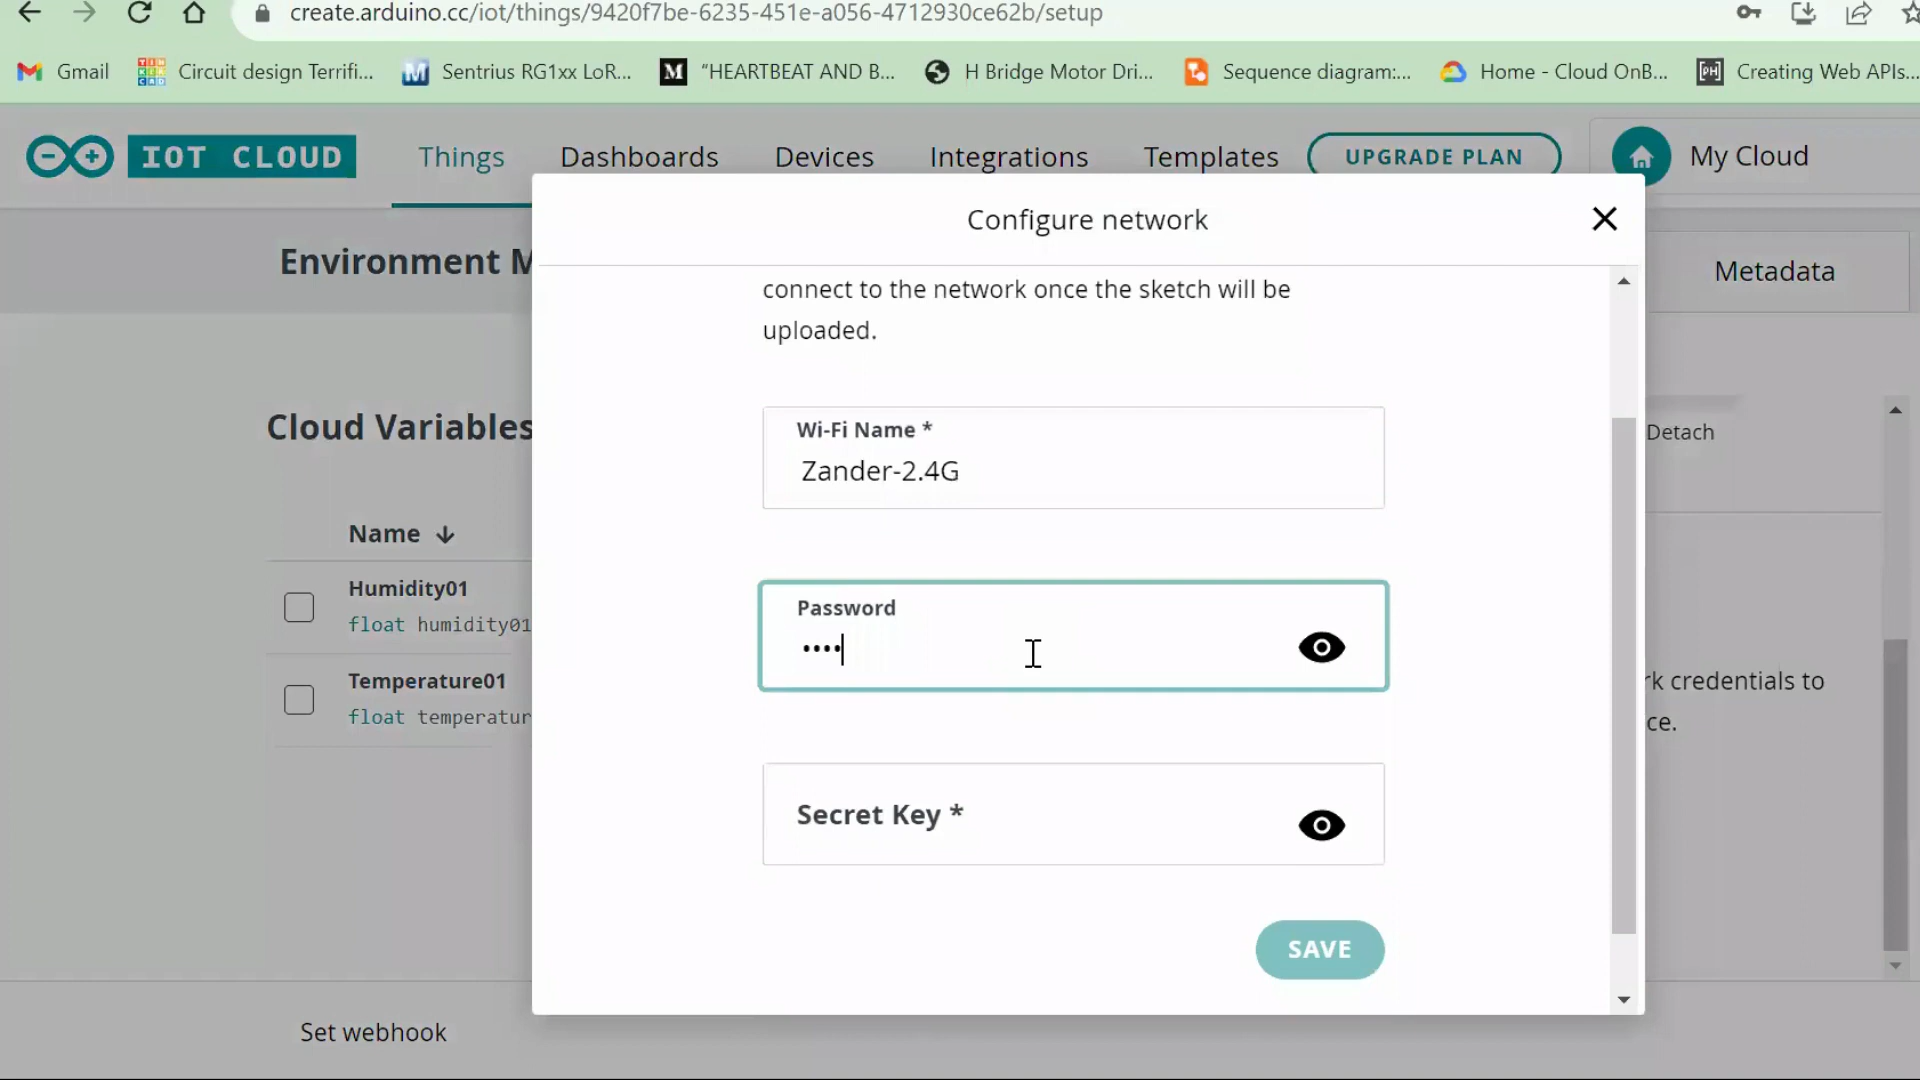 create.arduino.cc/iot/things/9420f7be-6235-451e-a056-4712930ce62b/setup
Gmail
Circuit design Terrifi...
Sentrius RG1xx LoR...
M
"HEARTBEAT AND B...
H Bridge Motor Dri...
Sequence diagram:...
Home - Cloud OnB...
PH
Creating Web APIs...
IOT CLOUD
Things
Dashboards
Devices
Integrations
Templates
UPGRADE PLAN
My Cloud
Configure network
Environment M
Metadata
connect to the network once the sketch will be
uploaded.
Cloud Variables
Detach
Wi-Fi Name *
Zander-2.4G
Name
Humidity01
float humidity01
Password
••••
Temperature01
float temperatur
rk credentials to
ce.
Secret Key *
SAVE
Set webhook